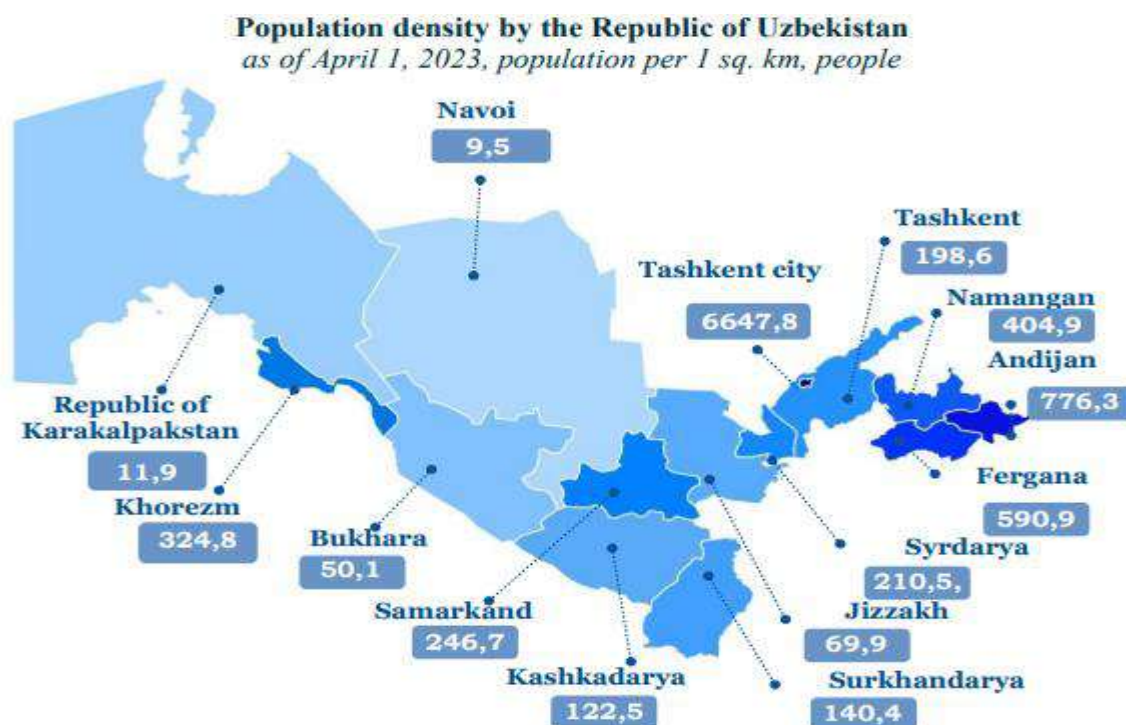 Population density by the Republic of Uzbekistan
as of April 1, 2023, population per 1 sq. km, people
Navoi
9,5
Tashkent
198,6
Tashkent city
6647,8
Namangan
404,9
Andijan
776,3
Republic of
Karakalpakstan
11,9
Khorezm
324,8
Bukhara
50,1
Samarkand
246,7
Kashkadarya
122,5
Fergana
590,9
Syrdarya
210,5,
Jizzakh
69,9
Surkhandarya
140,4